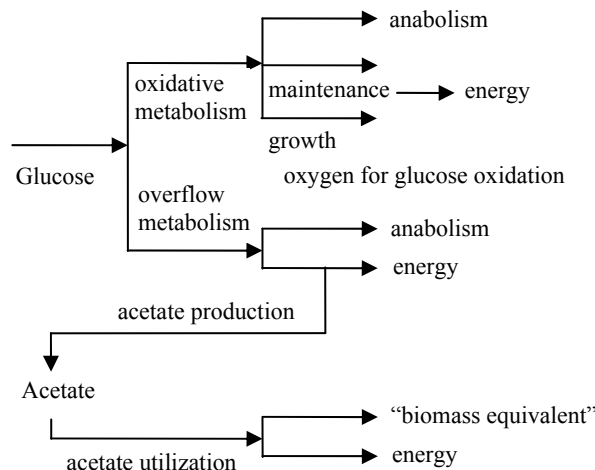 anabolism
oxidative
metabolism
maintenance
energy
growth
Glucose
oxygen for glucose oxidation
overflow
metabolism
anabolism
energy
acetate production
Acetate
“biomass equivalent”
acetate utilization
energy